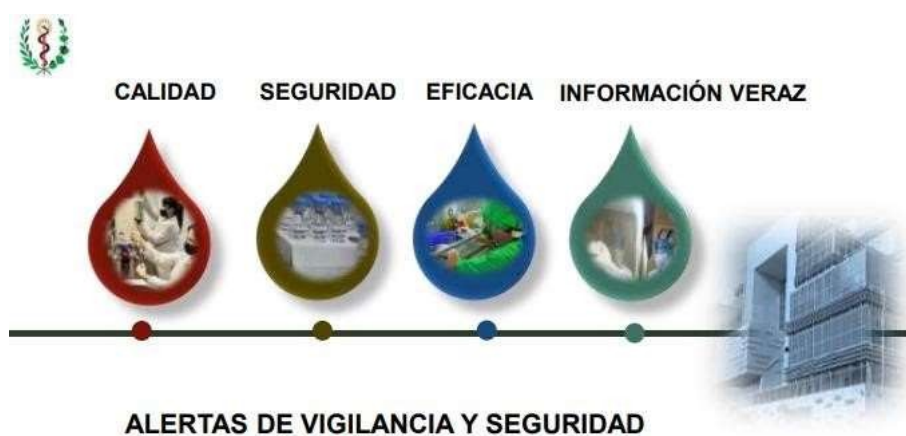 CALIDAD SEGURIDAD EFICACIA INFORMACIÓN VERAZ
ALERTAS DE VIGILANCIA Y SEGURIDAD